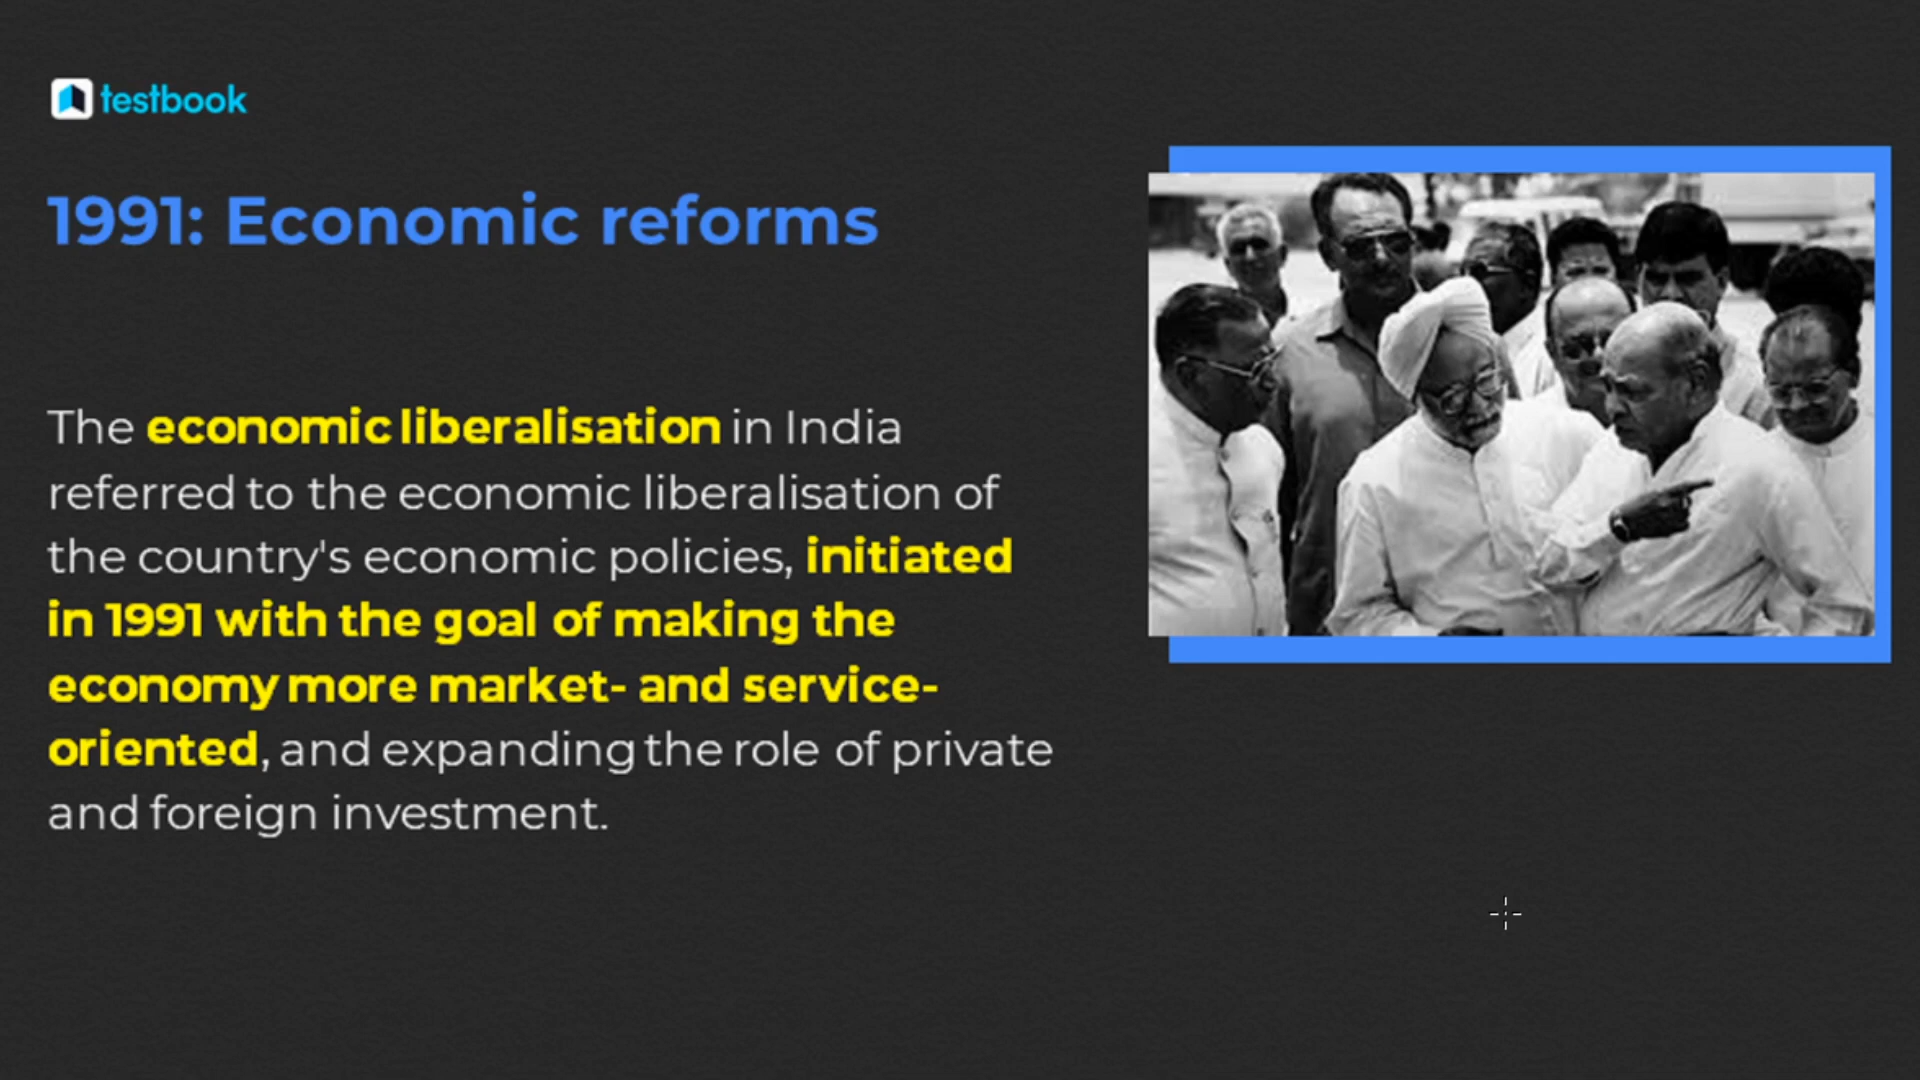 testbook
1991: Economic reforms
The economic liberalisation in India
referred to the economic liberalisation of
the country's economic policies, initiated
in 1991 with the goal of making the
economy more market- and service-
oriented, and expanding the role of private
and foreign investment.